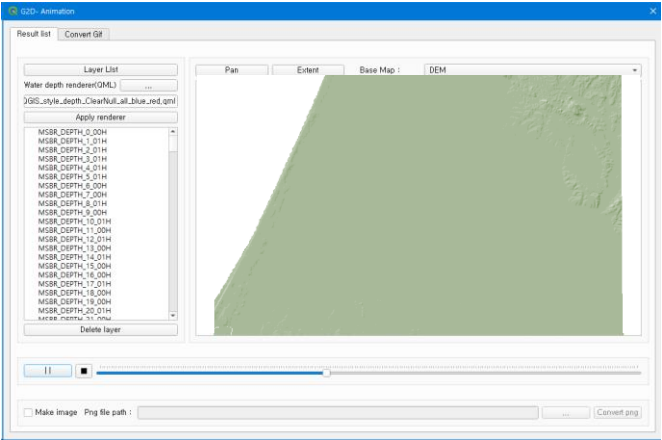 G2D- Animation
Result list Convert Gif
Layer LIst
Water depth renderer(QML) ...
QGIS_style_depth_ClearNull_all_blue_red,qml
Apply renderer
MSBR_DEPTH_0_00H
MSBR_DEPTH_1_01H
MSBR_DEPTH_2_01H
MSBR_DEPTH_3_01H
MSBR_DEPTH_4_01H
MSBR_DEPTH_5_01H
MSBR_DEPTH_6_00H
MSBR_DEPTH_7_00H
MSBR_DEPTH_8_01H
MSBR_DEPTH_9_00H
MSBR_DEPTH_10_01H
MSBR_DEPTH_11_00H
MSBR_DEPTH_12_01H
MSBR_DEPTH_13_00H
MSBR_DEPTH_14_01H
MSBR_DEPTH_15_00H
MSBR_DEPTH_16_00H
MSBR_DEPTH_17_01H
MSBR_DEPTH_18_00H
MSBR_DEPTH_19_00H
MSBR_DEPTH_20_01H
MSBR_DEPTH_21_00H
Delete layer
Pan Extent Base Map : DEM
Make image Png file path : ... Convert png